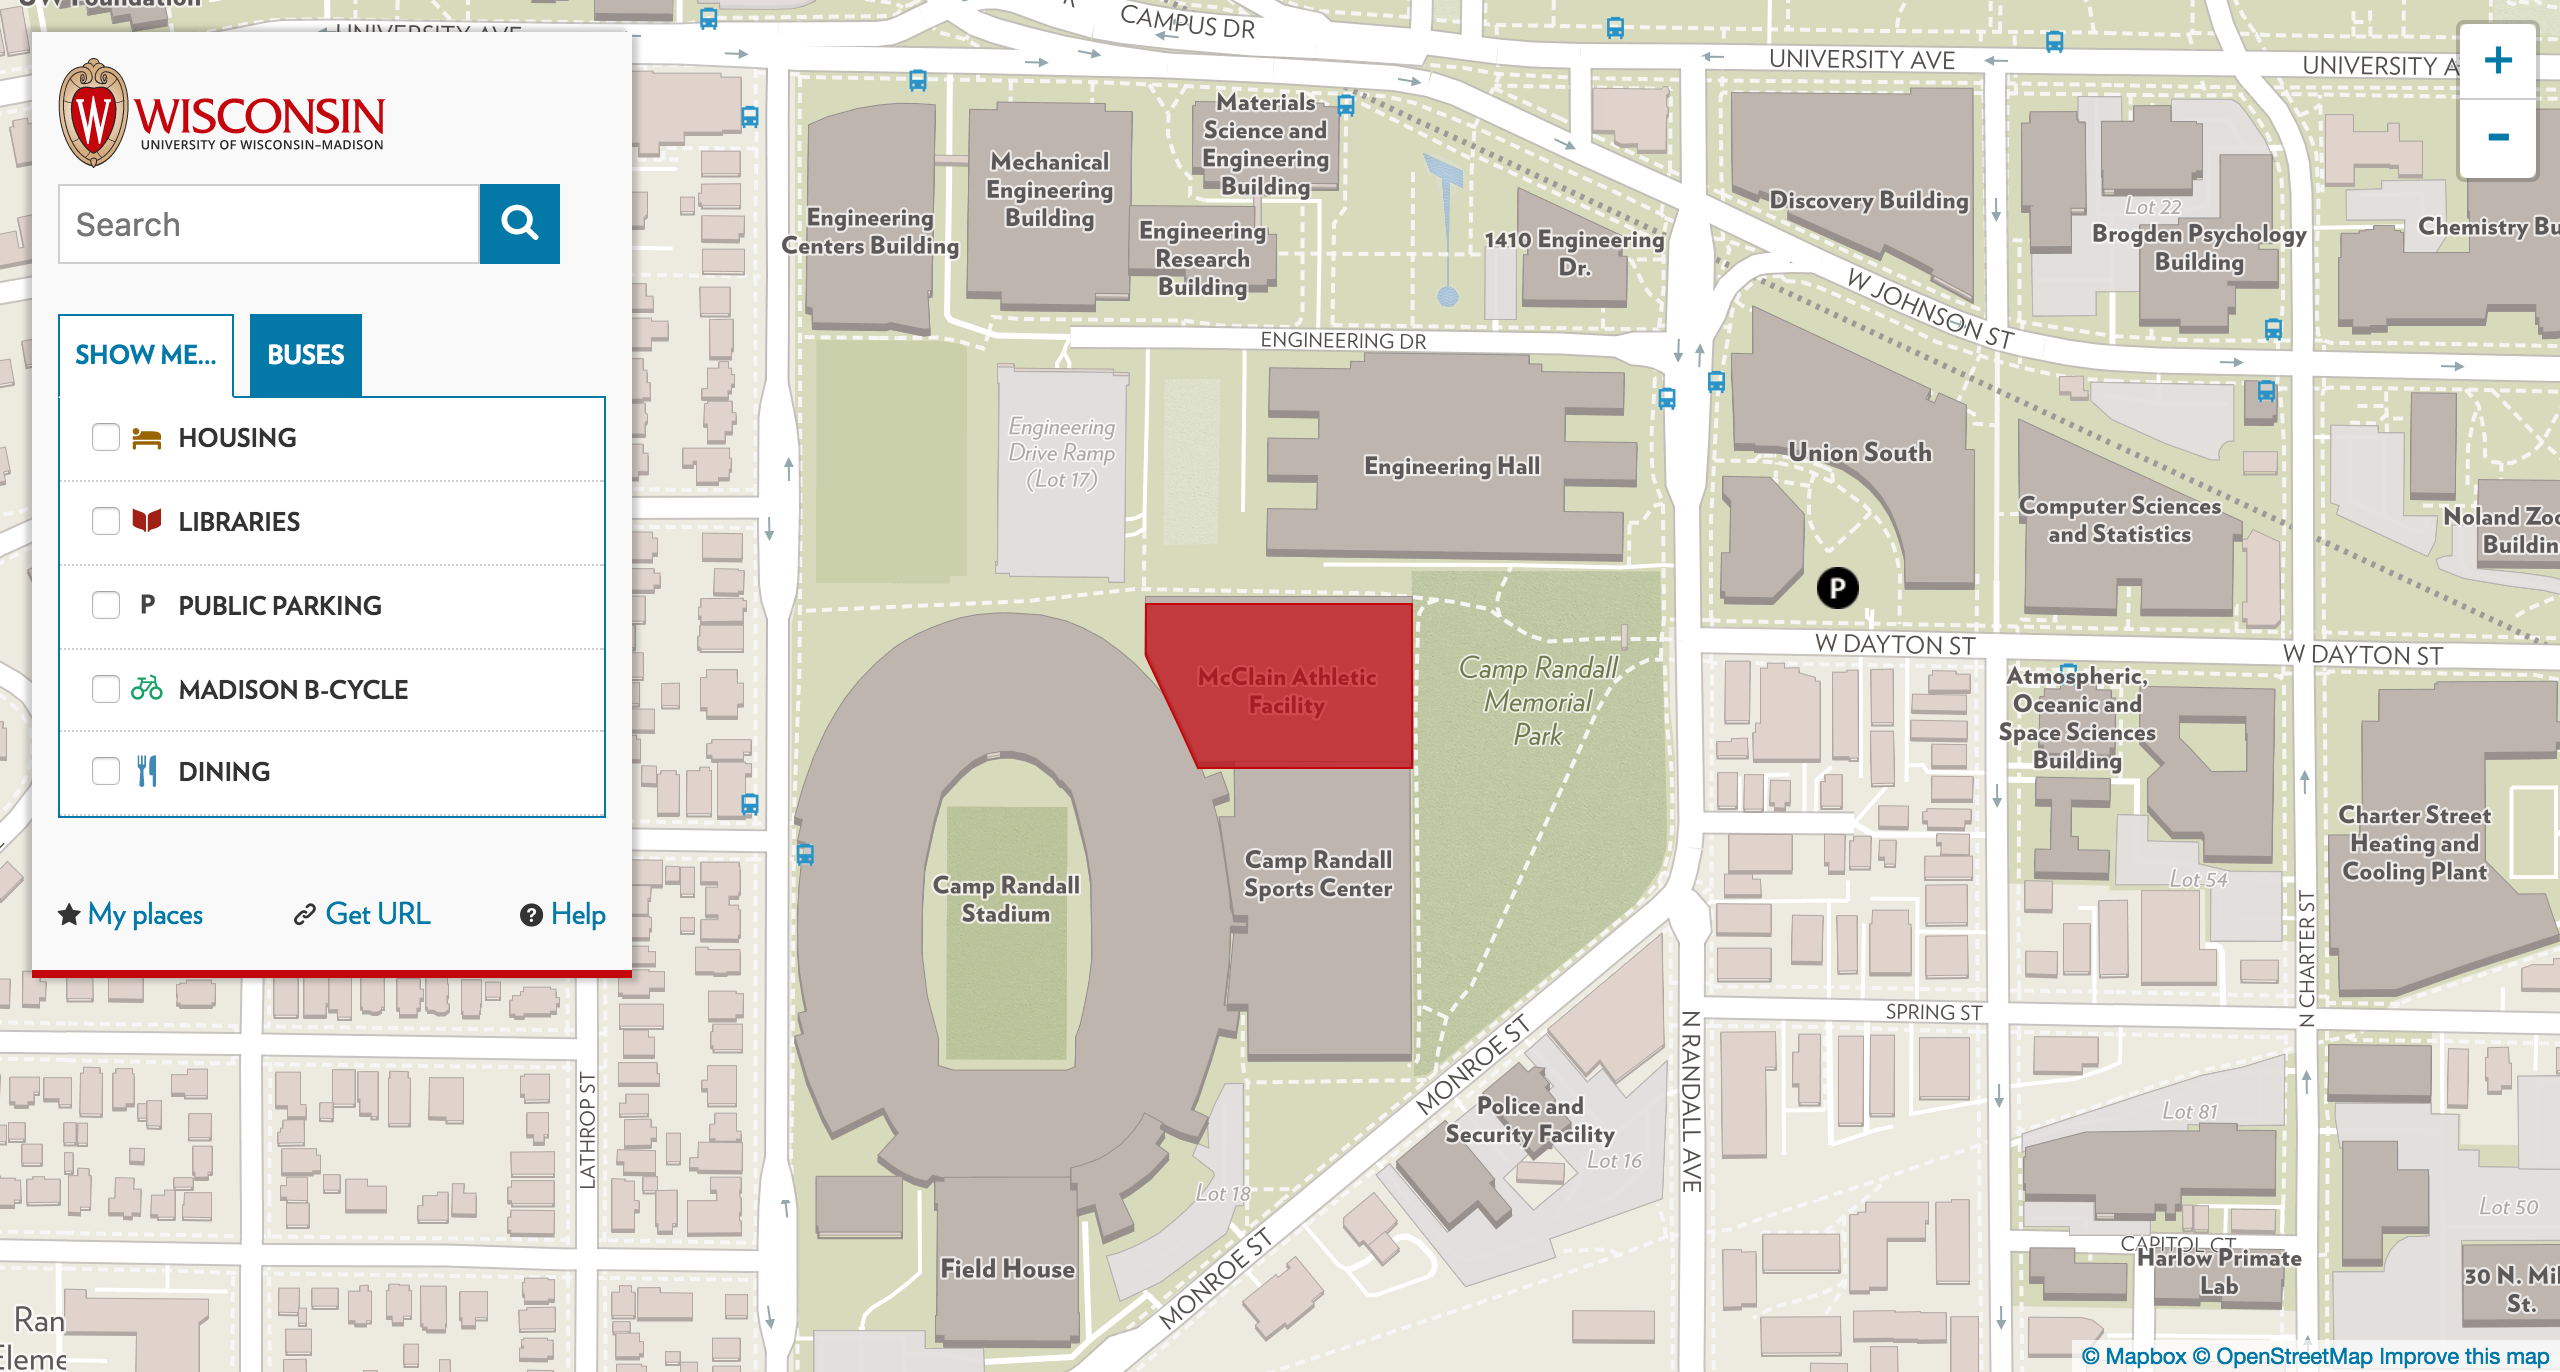 WISCONSIN
UNIVERSITY OF WISCONSIN–MADISON
Search
SHOW ME...
BUSES
HOUSING
LIBRARIES
P PUBLIC PARKING
MADISON B-CYCLE
DINING
My places
Get URL
? Help
CAMPUS DR
UNIVERSITY AVE
UNIVERSITY AVE
UNIVERSITY A
+
-
Engineering
Centers Building
Mechanical
Engineering
Building
Materials
Science and
Engineering
Building
Engineering
Research
Building
1410 Engineering
Dr.
Discovery Building
Lot 22
Brogden Psychology
Building
Chemistry Bu
W JOHNSON ST
ENGINEERING DR
Engineering
Drive Ramp
(Lot 17)
Engineering Hall
Union South
P
Computer Sciences
and Statistics
Noland Zoo
Buildin
W DAYTON ST
W DAYTON ST
McClain Athletic
Facility
Camp Randall
Memorial
Park
Atmospheric,
Oceanic and
Space Sciences
Building
Charter Street
Heating and
Cooling Plant
Lot 54
Camp Randall
Stadium
Camp Randall
Sports Center
N CHARTER ST
SPRING ST
MONROE ST
N RANDALL AVE
LATHROP ST
Police and
Security Facility
Lot 16
Lot 81
Lot 18
Lot 50
MONROE ST
Field House
CAPITOL CT
Harlow Primate
Lab
30 N. Mil
St.
Ran
Eleme
© Mapbox © OpenStreetMap Improve this map